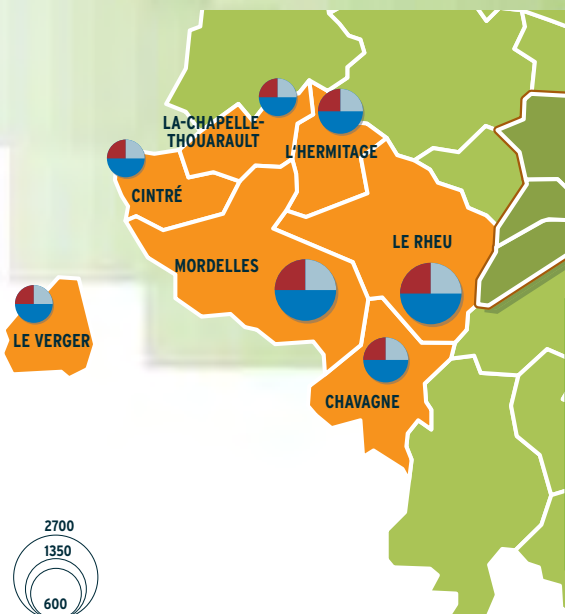 LA-CHAPELLE-
THOUARAULT
L'HERMITAGE
CINTRÉ
LE RHEU
MORDELLES
LE VERGER
CHAVAGNE
2700
1350
600